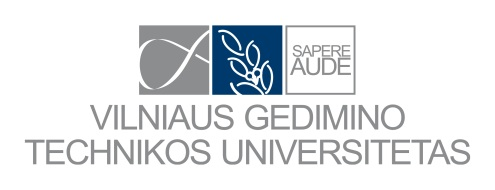 SAPERE
AUDE
VILNIAUS GEDIMINO
TECHNIKOS UNIVERSITETAS